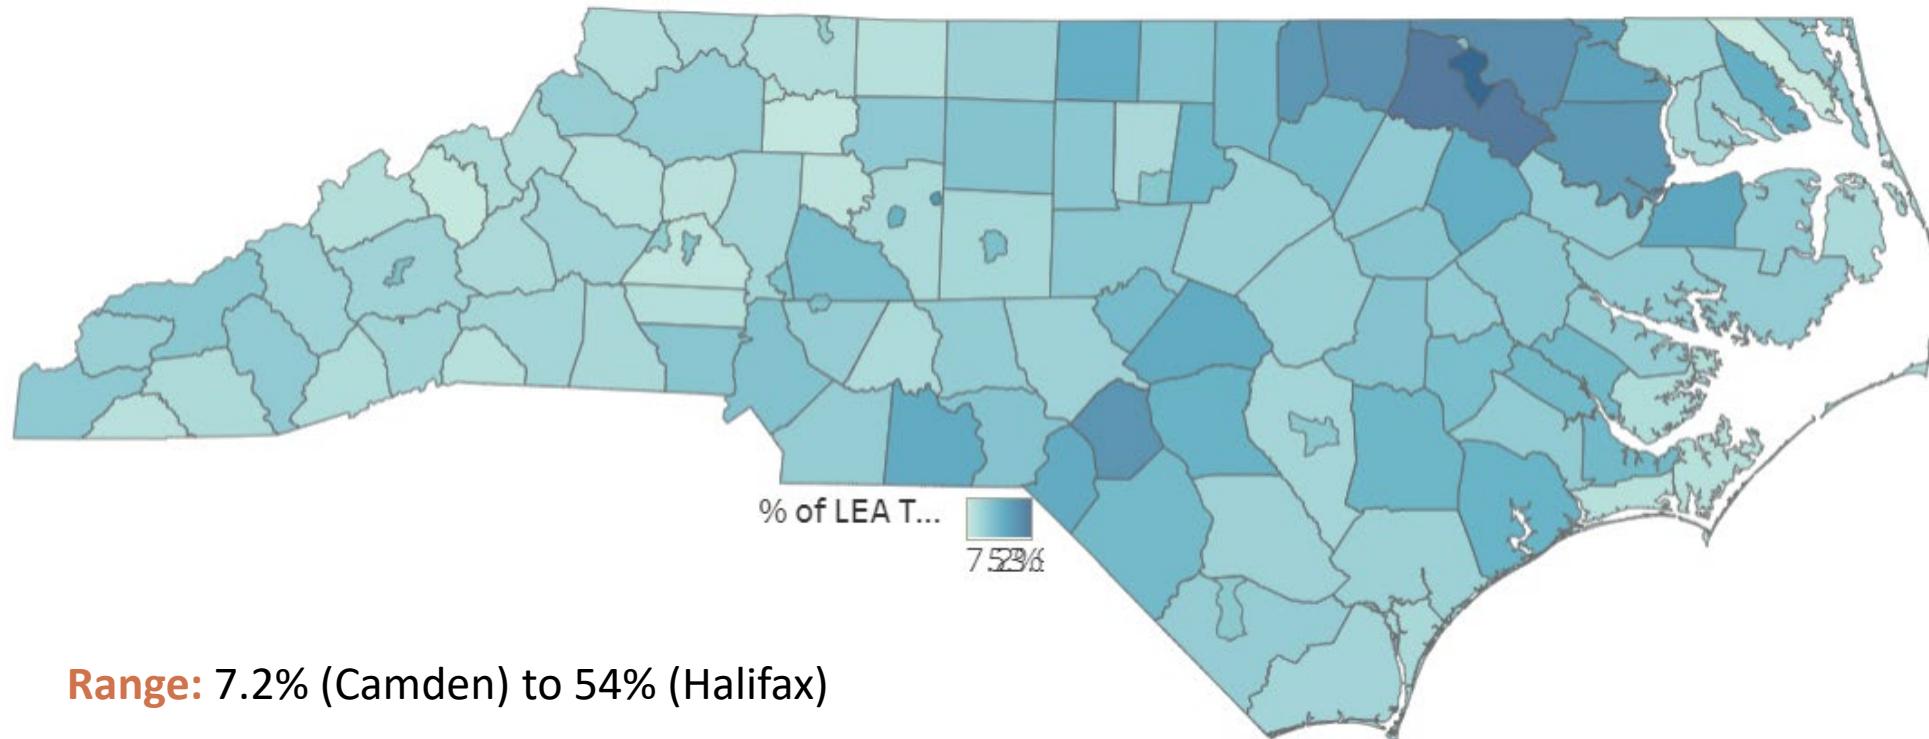 % of LEA T...
Range: 7.2% (Camden) to 54% (Halifax)